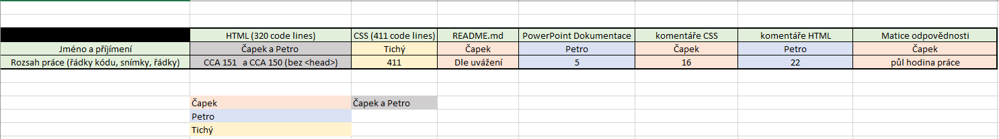 HTML (320 code lines) CSS (411 code lines) README.md PowerPoint Dokumentace komentáře CSS komentáře HTML Matice odpovědnosti
Jméno a příjímení Čapek a Petro Tichý Čapek Petro Čapek Petro Čapek
Rozsah práce (řádky kódu, snímky, řádky) CCA 151 a CCA 150 (bez <head>) 411 Dle uvážení 5 16 22 půl hodina práce
Čapek Čapek a Petro
Petro
Tichý